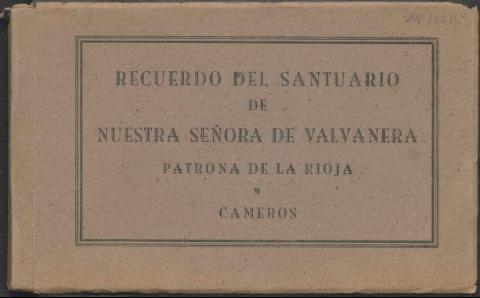 RECUERDO DEL SANTUARIO
DE
NUESTRA SEÑORA DE VALVANERA
PATRONA DE LA RIOJA
Y
CAMEROS